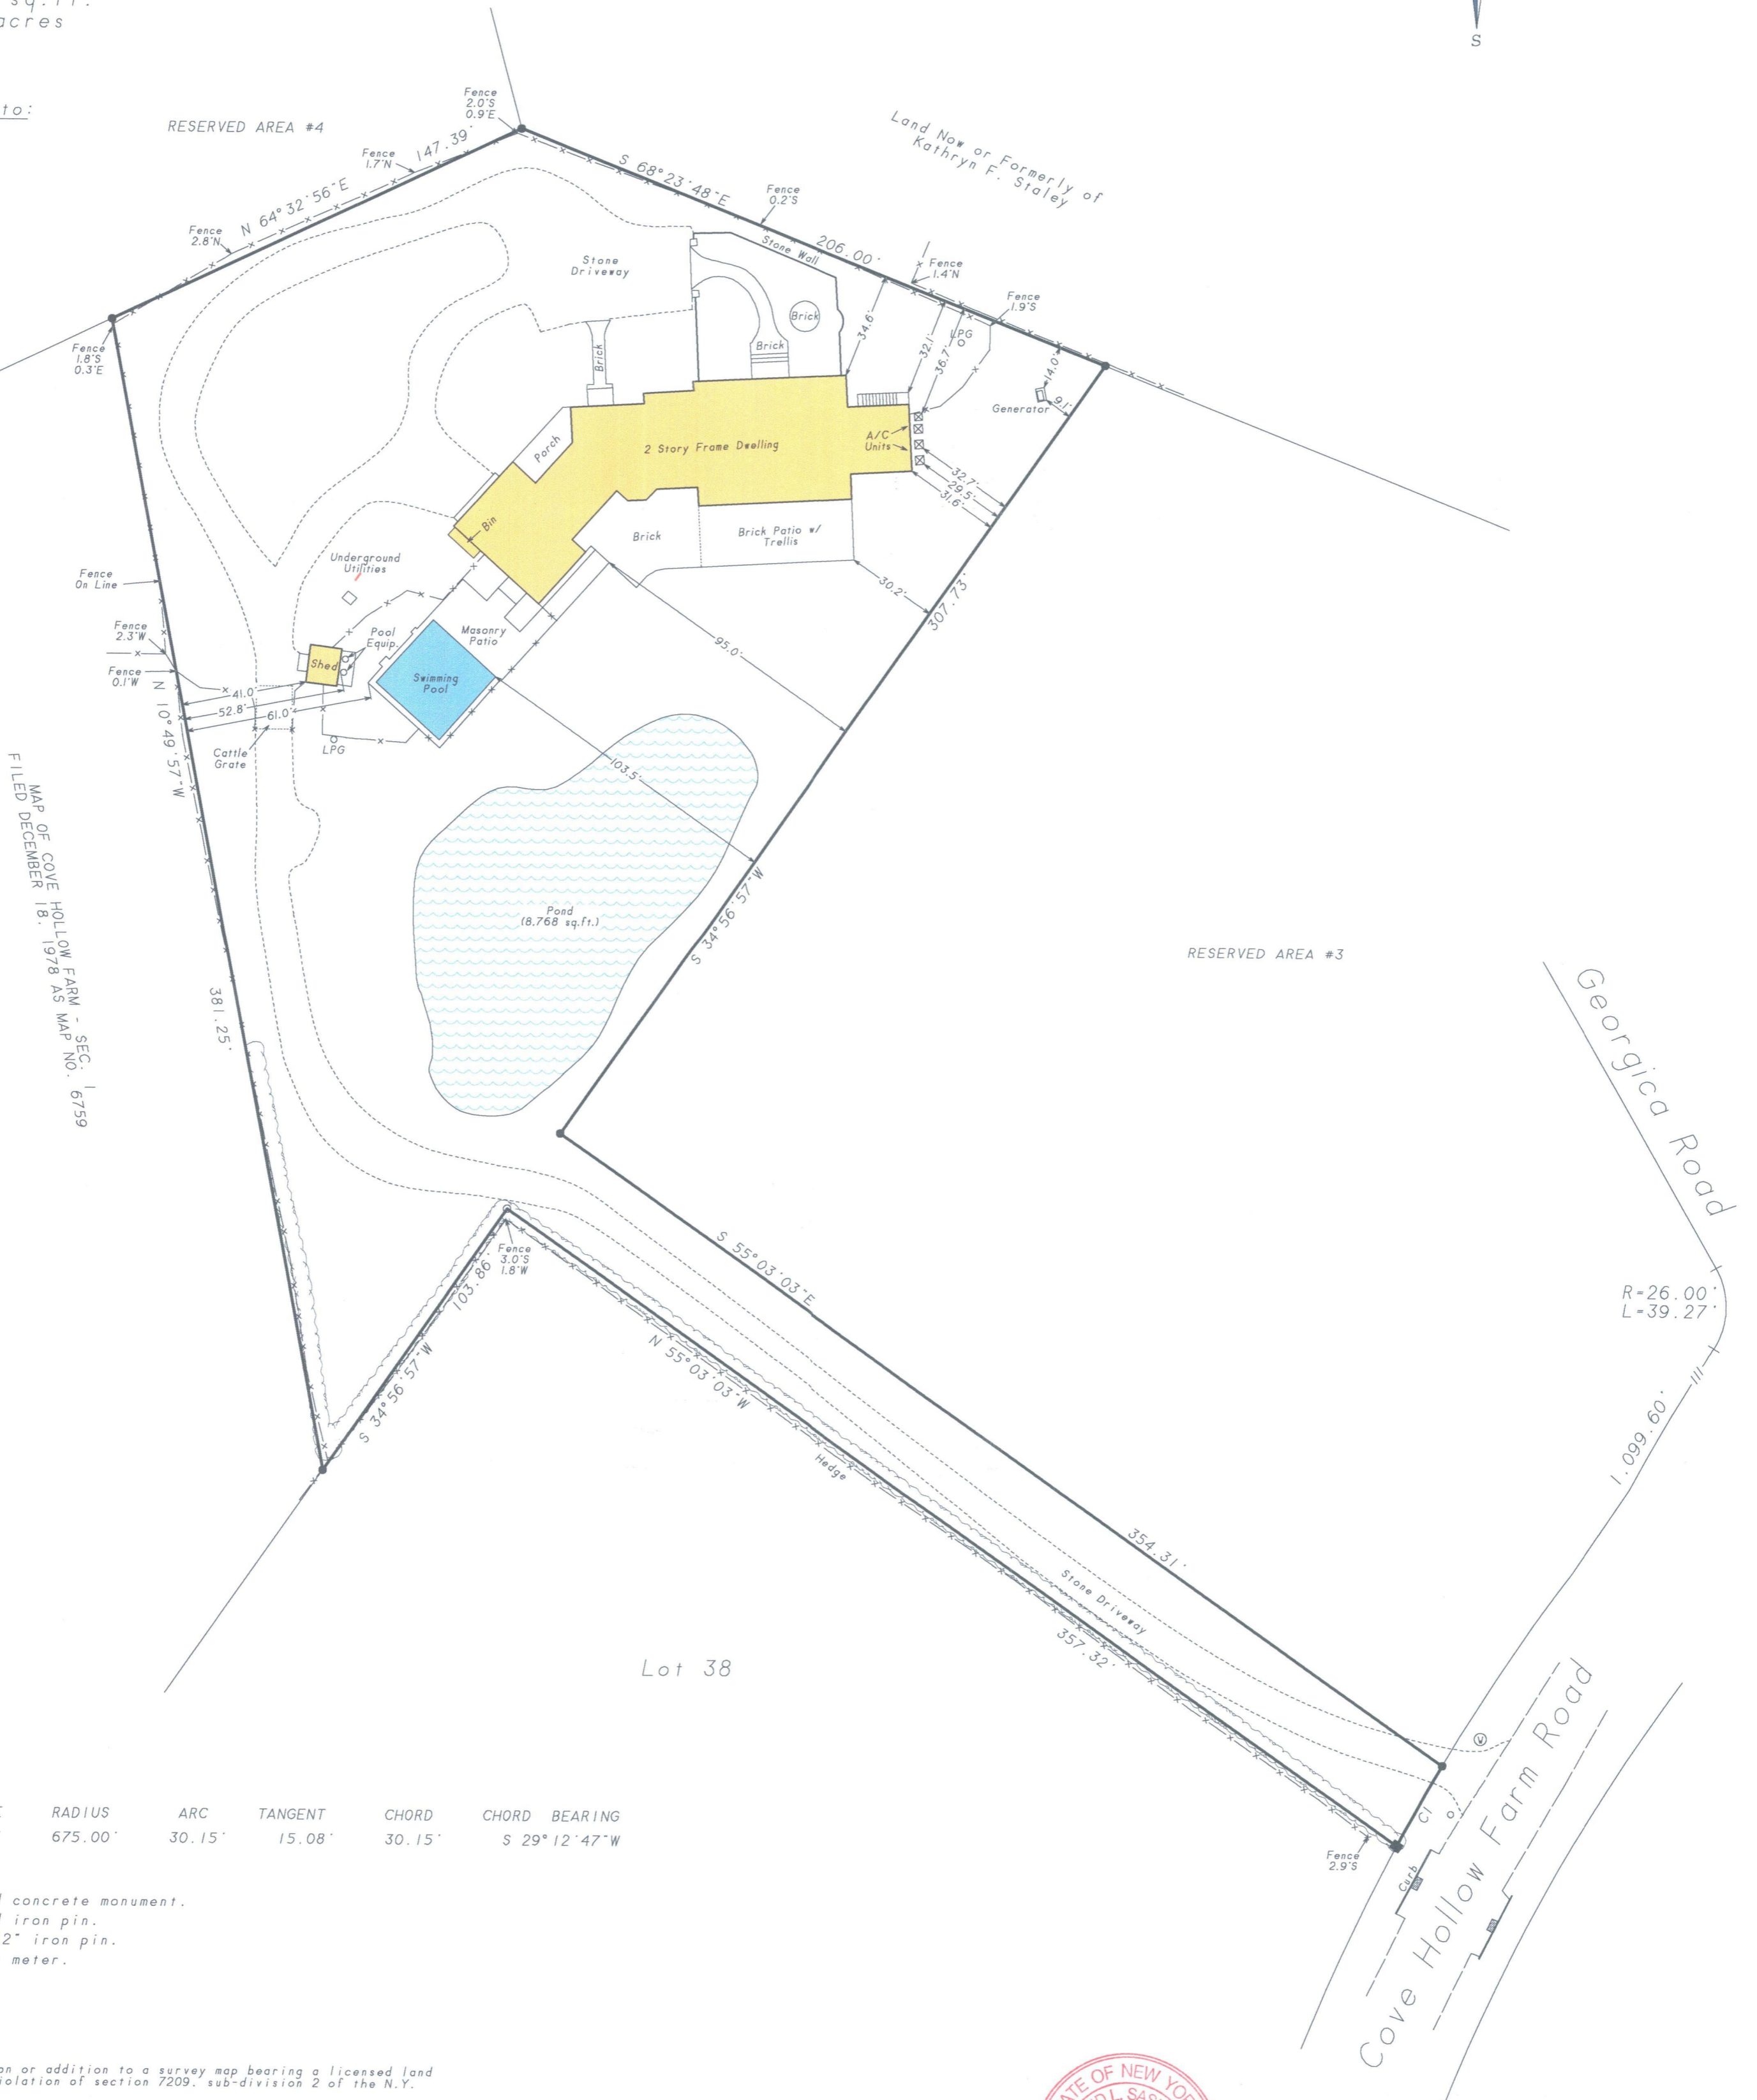 sq.ft.
acres
S
to:
RESERVED AREA #4
Fence
2.0'S
0.9'E
Land Now or Formerly of
Kathryn F. Staley
N 64°32'56"E
147.39'
Fence
1.7'N
Fence
2.8'N
S 68°23'48"E
206.00'
Fence
0.2'S
Fence
1.4'N
Fence
1.9'S
Fence
1.8'S
0.3'E
Stone
Driveway
Stone Wall
Brick
Brick
Brick
34.6'
32.1'
36.7'
LPG
14.0'
9.1'
Generator
A/C
Units
2 Story Frame Dwelling
Porch
Bin
32.7'
29.5'
31.6'
Brick
Brick Patio w/
Trellis
30.2'
307.73'
Underground
Utilities
Fence
On Line
Fence
2.3'W
Fence
0.1'W
Pool
Equip.
Masonry
Patio
Shed
Swimming
Pool
95.0'
41.0'
52.8'
61.0'
LPG
Cattle
Grate
N 10°49'57"W
381.25'
103.5'
Pond
(8,768 sq.ft.)
S 34°56'57"W
MAP OF COVE HOLLOW FARM - SEC. 1
FILED DECEMBER 18, 1978 AS MAP NO. 6759
RESERVED AREA #3
Georgica Road
R=26.00'
L=39.27'
1,099.60'
S 55°03'03"E
354.31'
Fence
3.0'S
1.8'W
103.86'
S 34°56'57"W
N 55°03'03"W
357.32'
Hedge
Stone Driveway
Lot 38
W
C1
Fence
2.9'S
Curb
Cove Hollow Farm Road
RADIUS ARC TANGENT CHORD CHORD BEARING
675.00' 30.15' 15.08' 30.15' S 29°12'47"W
concrete monument.
iron pin.
2" iron pin.
meter.
on or addition to a survey map bearing a licensed land
violation of section 7209, sub-division 2 of the N.Y.
OF NEW